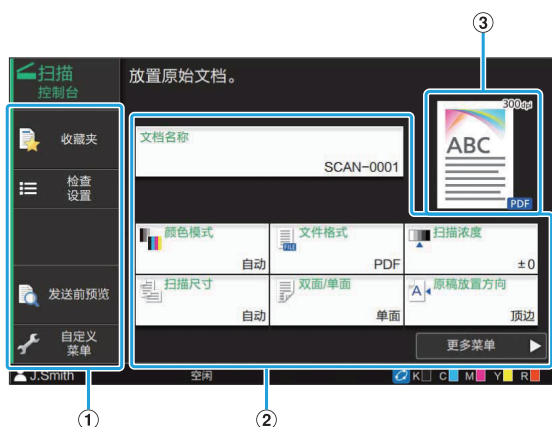 ③
扫描
控制台
放置原始文档。
300dpi
ABC
PDF
收藏夹
检查
设置
发送前预览
自定义
菜单
文档名称
SCAN-0001
颜色模式
自动
文件格式
FILE
PDF
扫描浓度
±0
扫描尺寸
自动
双面/单面
单面
原稿放置方向
A
顶边
更多菜单
J.Smith
空闲
K C M Y R
① ②